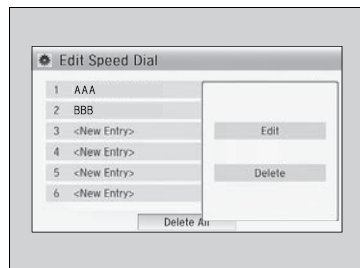 Edit Speed Dial
1 AAA
2 BBB
3 <New Entry>
4 <New Entry>
5 <New Entry>
6 <New Entry>
Edit
Delete
Delete All